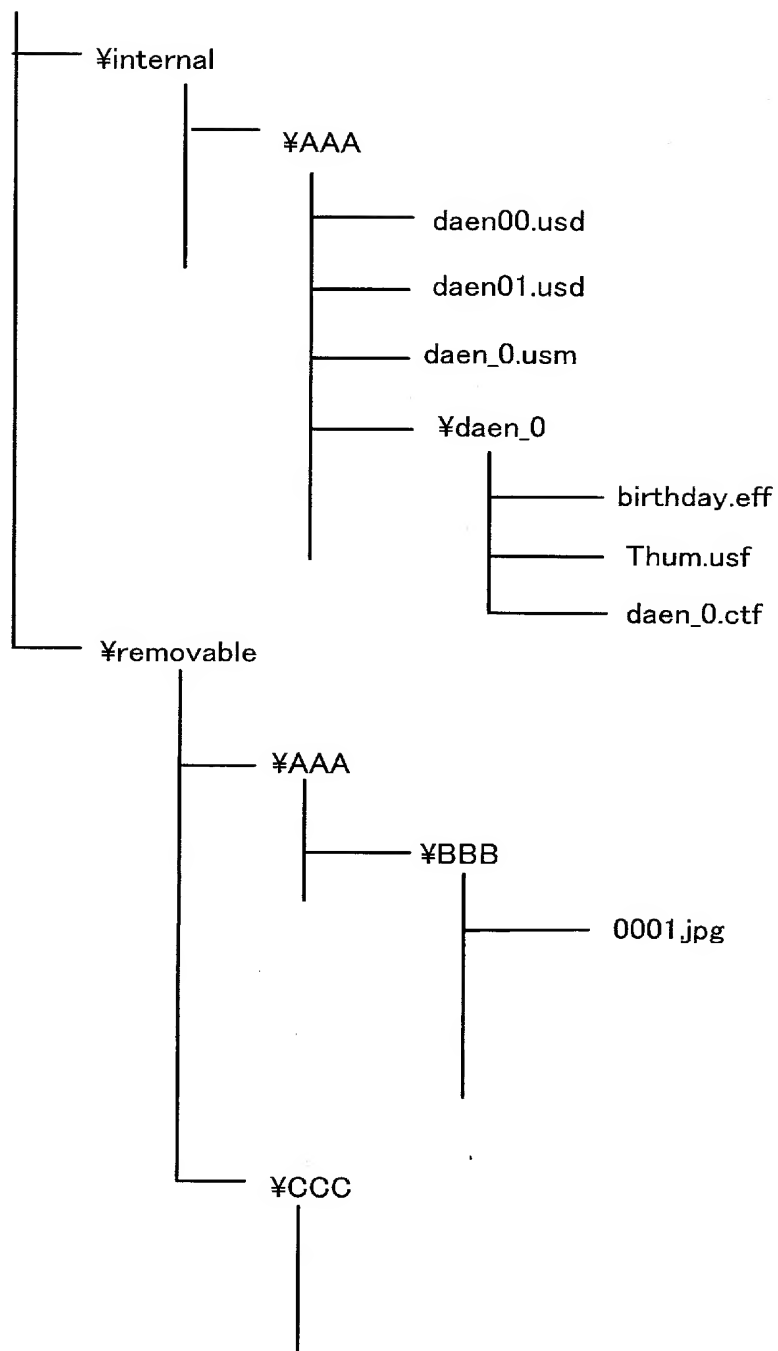 ¥internal
¥AAA
daen00.usd
daen01.usd
daen_0.usm
¥daen_0
birthday.eff
Thum.usf
daen_0.ctf
¥removable
¥AAA
¥BBB
0001.jpg
¥CCC